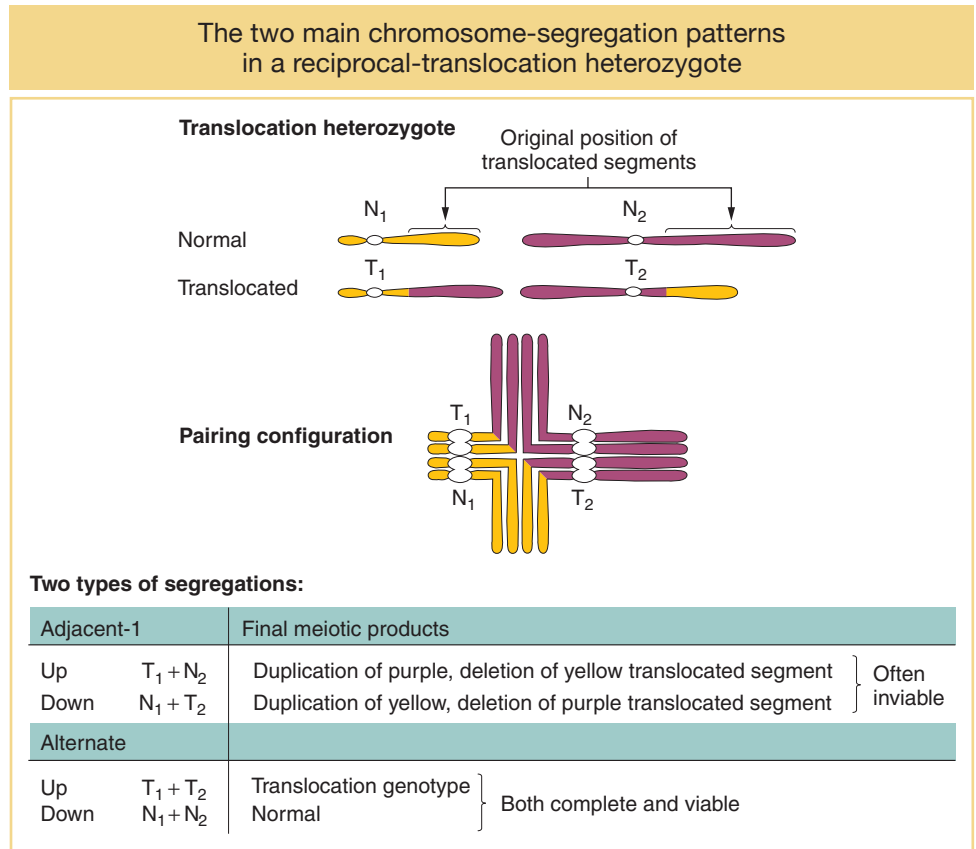 The two main chromosome-segregation patterns
in a reciprocal-translocation heterozygote
Translocation heterozygote
Original position of
translocated segments
N₁ N₂
Normal
T₁ T₂
Translocated
T₁ N₂
Pairing configuration
N₁ T₂
Two types of segregations:
Adjacent-1 Final meiotic products
Up T₁ + N₂ Duplication of purple, deletion of yellow translocated segment
Down N₁ + T₂ Duplication of yellow, deletion of purple translocated segment
Often
inviable
Alternate
Up T₁ + T₂ Translocation genotype
Down N₁ + N₂ Normal
Both complete and viable